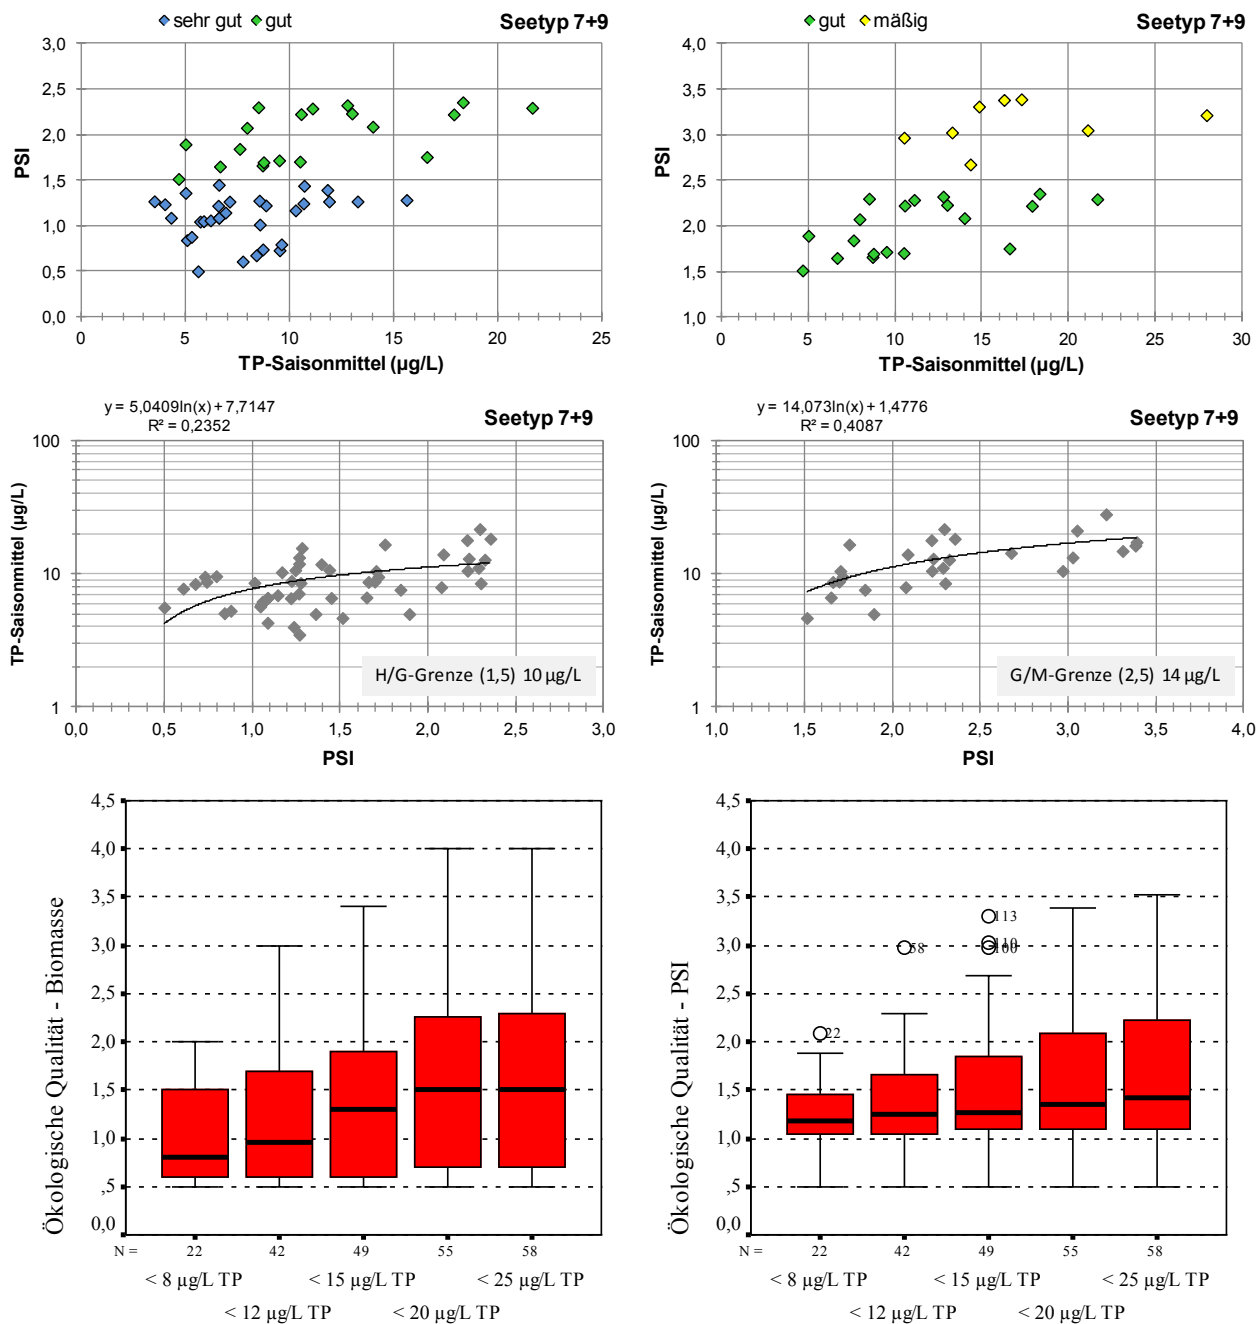 sehr gut gut Seetyp 7+9
3,0
2,5
2,0
1,5
1,0
0,5
0,0
PSI
0 5 10 15 20 25
TP-Saisonmittel (µg/L)
gut mäßig Seetyp 7+9
4,0
3,5
3,0
2,5
2,0
1,5
1,0
PSI
0 5 10 15 20 25 30
TP-Saisonmittel (µg/L)
y = 5,0409ln(x) + 7,7147
R² = 0,2352
Seetyp 7+9
100
10
1
TP-Saisonmittel (µg/L)
H/G-Grenze (1,5) 10 µg/L
0,0 0,5 1,0 1,5 2,0 2,5 3,0
PSI
y = 14,073ln(x) + 1,4776
R² = 0,4087
Seetyp 7+9
100
10
1
TP-Saisonmittel (µg/L)
G/M-Grenze (2,5) 14 µg/L
1,0 1,5 2,0 2,5 3,0 3,5 4,0
PSI
4,5
4,0
3,5
3,0
2,5
2,0
1,5
1,0
,5
0,0
Ökologische Qualität - Biomasse
N = 22 42 49 55 58
< 8 µg/L TP < 15 µg/L TP < 25 µg/L TP
< 12 µg/L TP < 20 µg/L TP
4,5
4,0
3,5
3,0
2,5
2,0
1,5
1,0
,5
0,0
Ökologische Qualität - PSI
113
58
22
N = 22 42 49 55 58
< 8 µg/L TP < 15 µg/L TP < 25 µg/L TP
< 12 µg/L TP < 20 µg/L TP